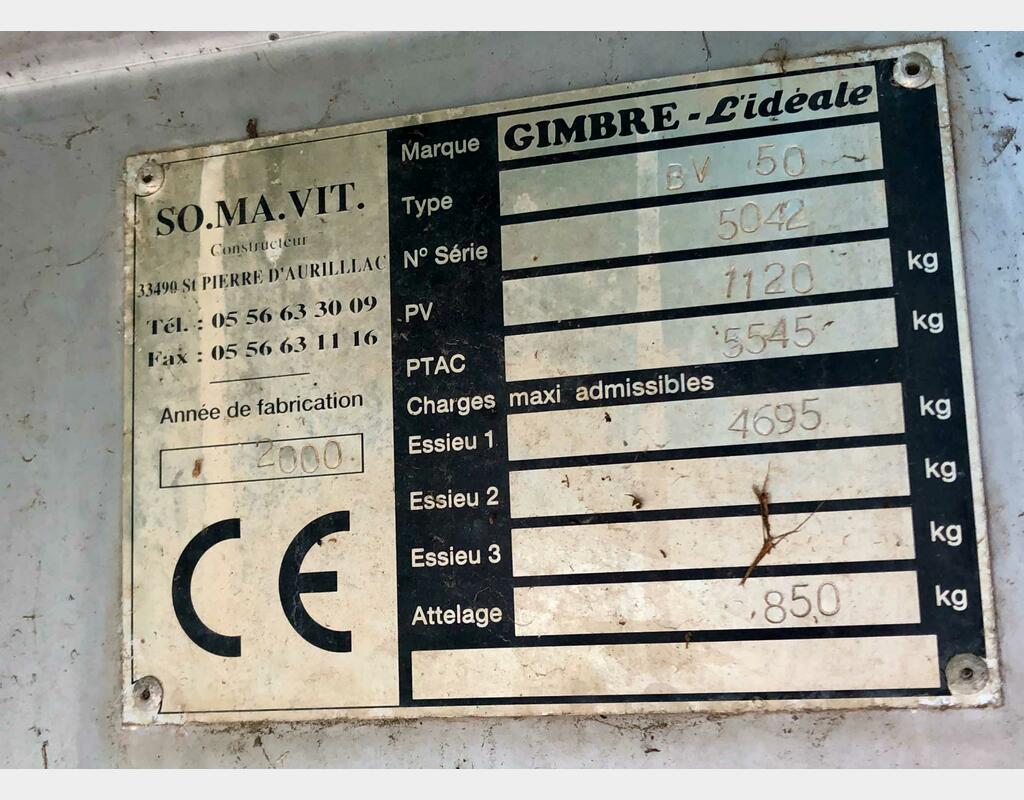 SO.MA.VIT.
Constructeur
33490 St PIERRE D'AURILLLAC
Tél. : 05 56 63 30 09
Fax : 05 56 63 11 16
Année de fabrication
2000
CE
Marque GIMBRE - L'idéale
Type BV 50
N° Série 5042
PV 1120 kg
PTAC 5545 kg
Charges maxi admissibles
Essieu 1 4695 kg
Essieu 2 kg
Essieu 3 kg
Attelage 850 kg